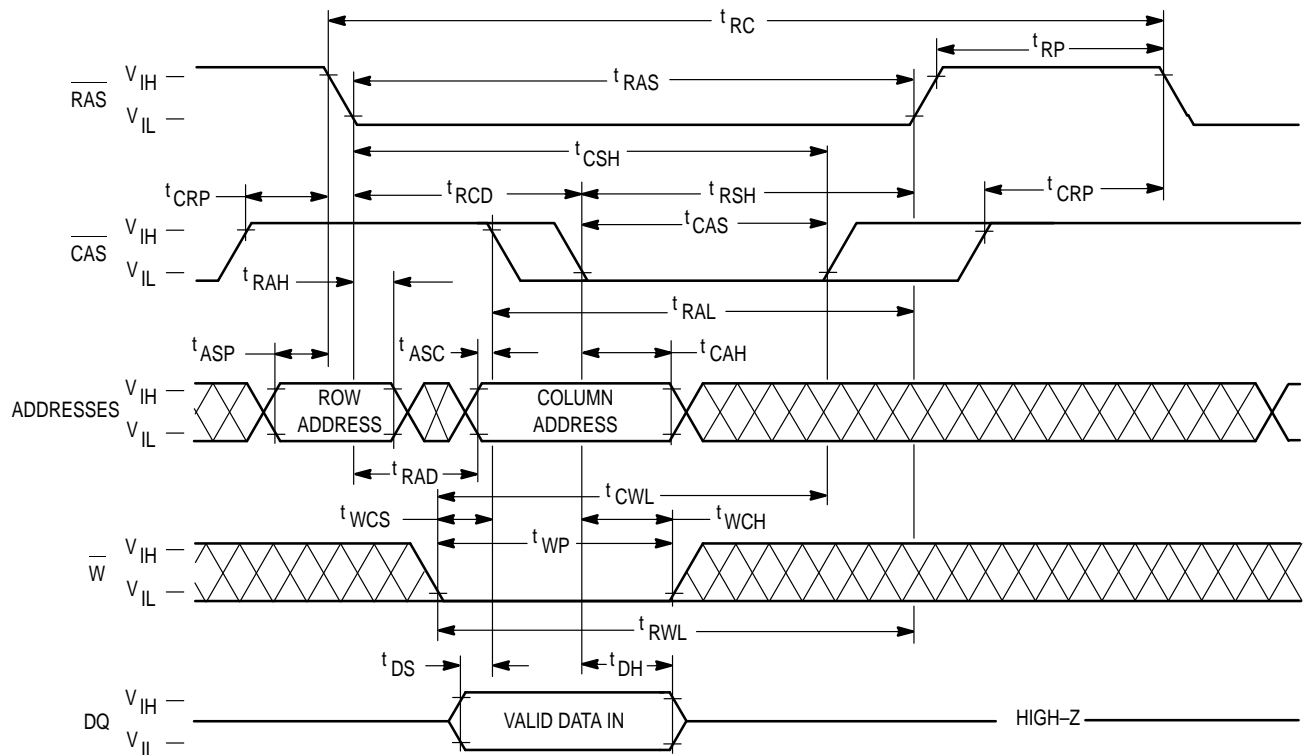 t RC
t RP
RAS
V IH
V IL
t RAS
t CSH
t CRP
t RCD
t RSH
t CRP
CAS
V IH
V IL
t CAS
t RAH
t RAL
t ASP
t ASC
t CAH
ADDRESSES
V IH
V IL
ROW
ADDRESS
COLUMN
ADDRESS
t RAD
t CWL
t WCS
t WP
t WCH
W
V IH
V IL
t RWL
t DS
t DH
DQ
V IH
V IL
VALID DATA IN
HIGH–Z